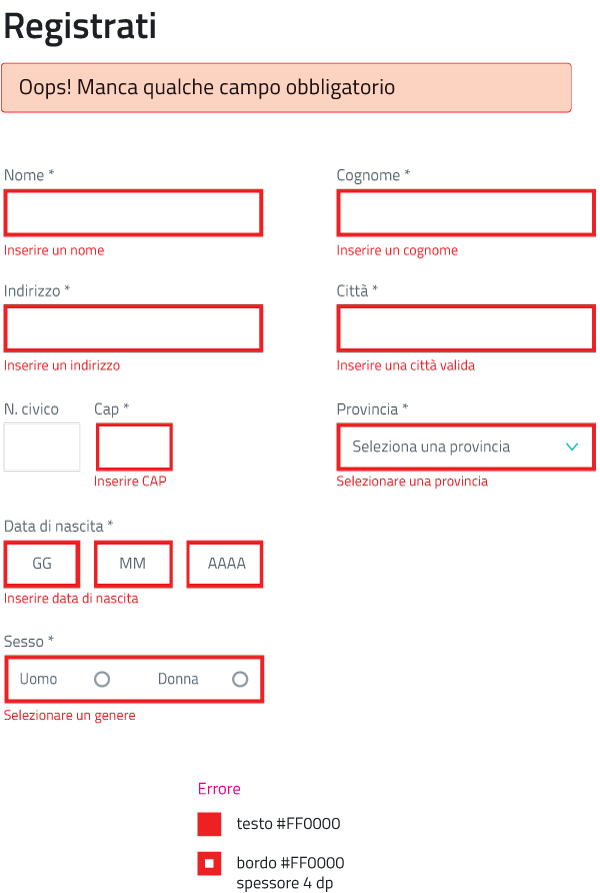 Registrati
Oops! Manca qualche campo obbligatorio
Nome * Cognome *
Inserire un nome Inserire un cognome
Indirizzo * Città *
Inserire un indirizzo Inserire una città valida
N. civico Cap * Provincia *
Seleziona una provincia
Inserire CAP Selezionare una provincia
Data di nascita *
GG MM AAAA
Inserire data di nascita
Sesso *
Uomo Donna
Selezionare un genere
Errore
testo #FF0000
bordo #FF0000
spessore 4 dp